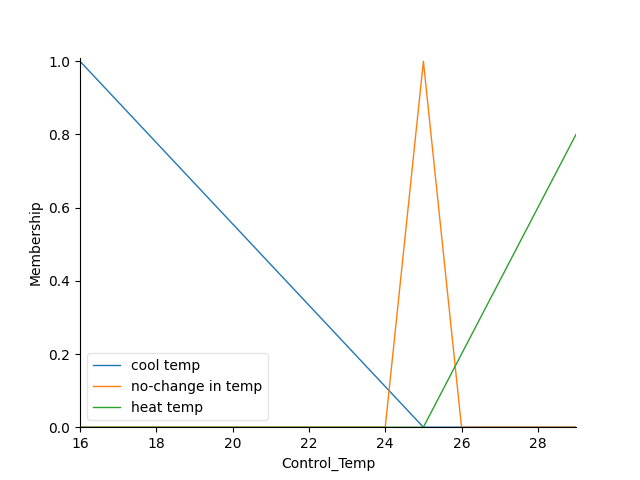 1.0
0.8
0.6
0.4
0.2
0.0
Membership
cool temp
no-change in temp
heat temp
16 18 20 22 24 26 28
Control_Temp